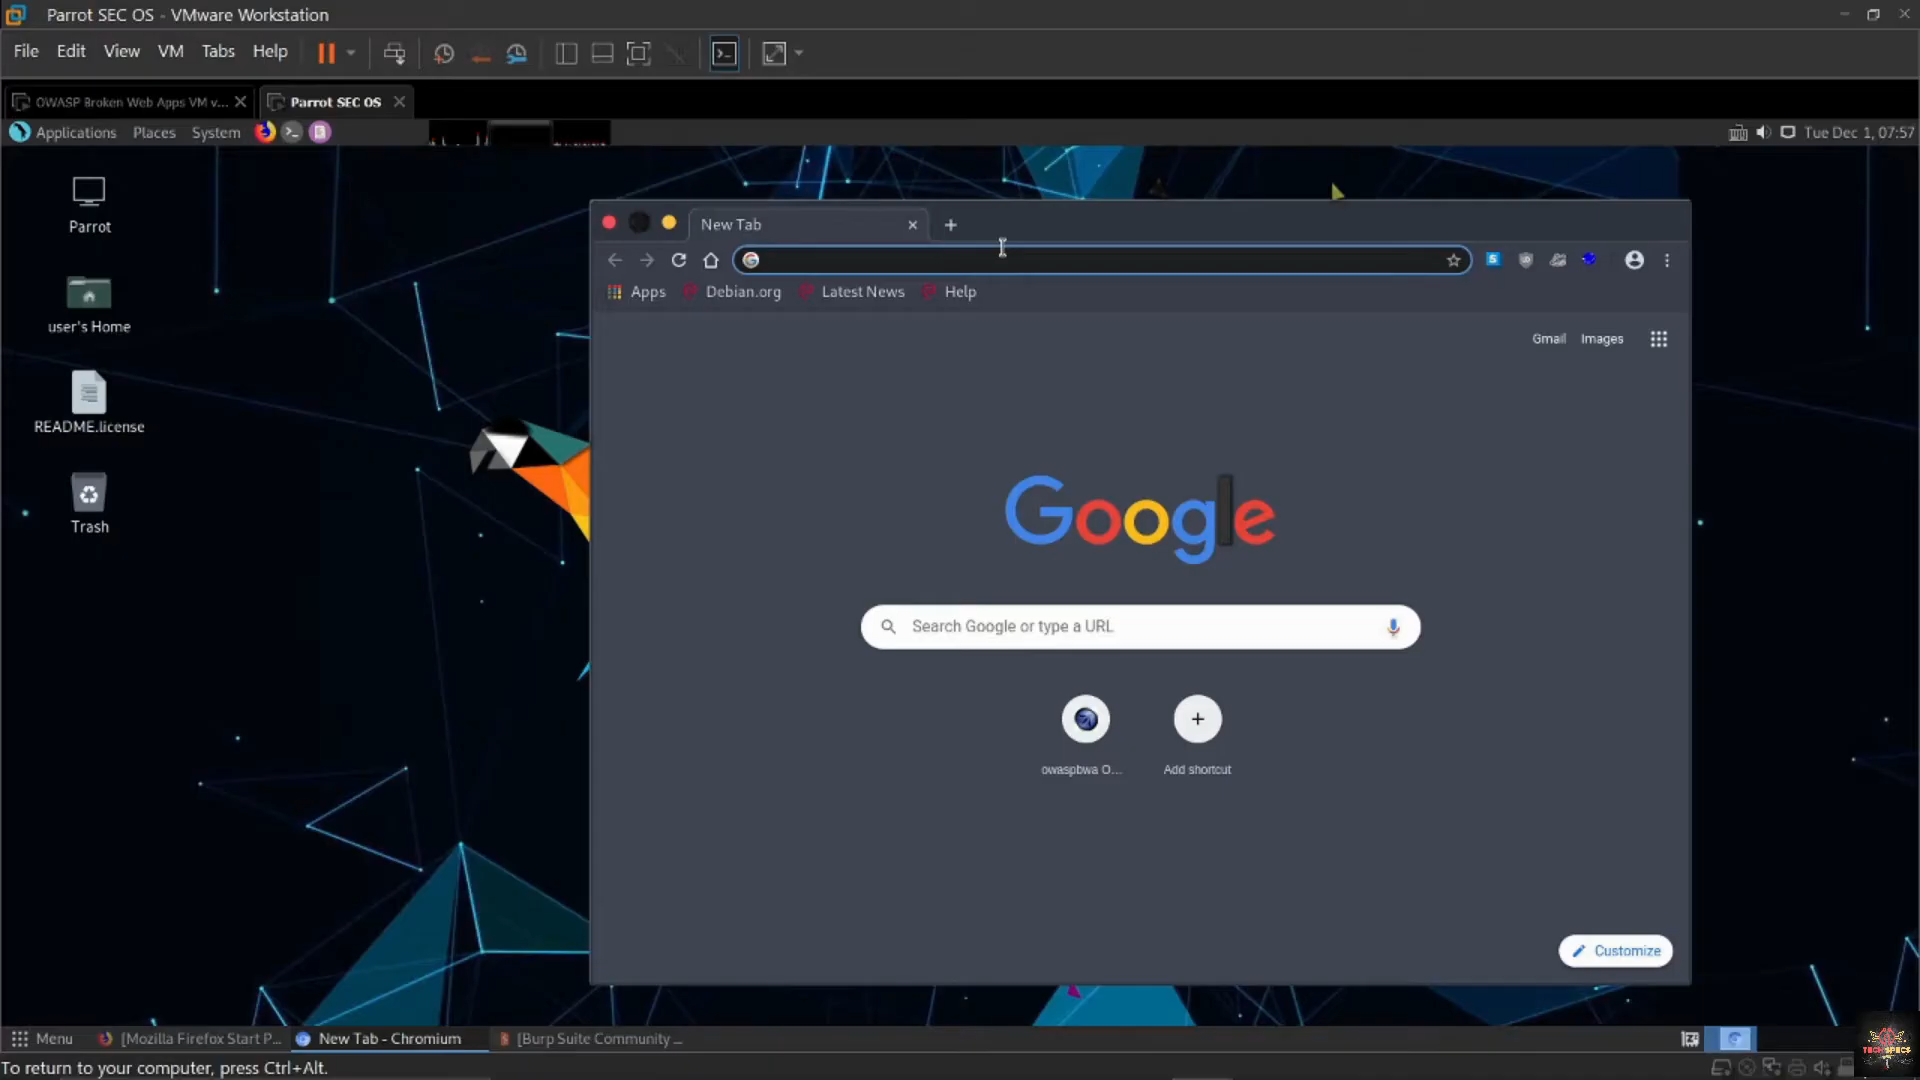 Parrot SEC OS - VMware Workstation
File Edit View VM Tabs Help
OWASP Broken Web Apps VM v...
Parrot SEC OS
Applications Places System
Tue Dec 1, 07:57
Parrot
user's Home
README.license
Trash
New Tab
Apps Debian.org Latest News Help
Gmail Images
Google
Search Google or type a URL
owaspbwa O...
Add shortcut
Customize
Menu
[Mozilla Firefox Start P...
New Tab - Chromium
[Burp Suite Community ...
To return to your computer, press Ctrl+Alt.
TECH SPECS